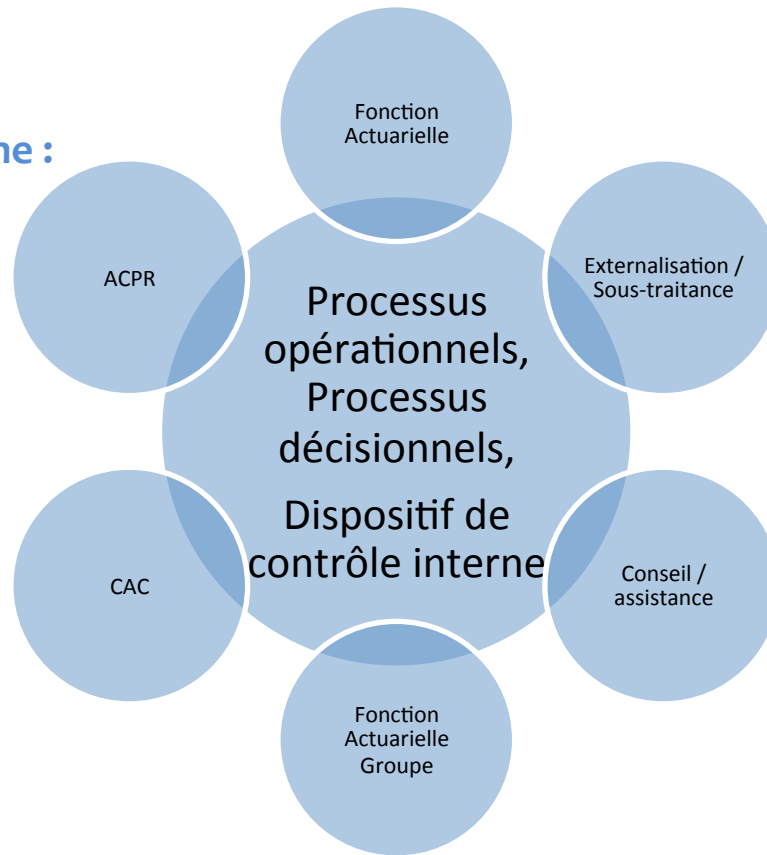 ne :
Fonction
Actuarielle
ACPR
Externalisation /
Sous-traitance
Processus
opérationnels,
Processus
décisionnels,
Dispositif de
contrôle interne
CAC
Conseil /
assistance
Fonction
Actuarielle
Groupe